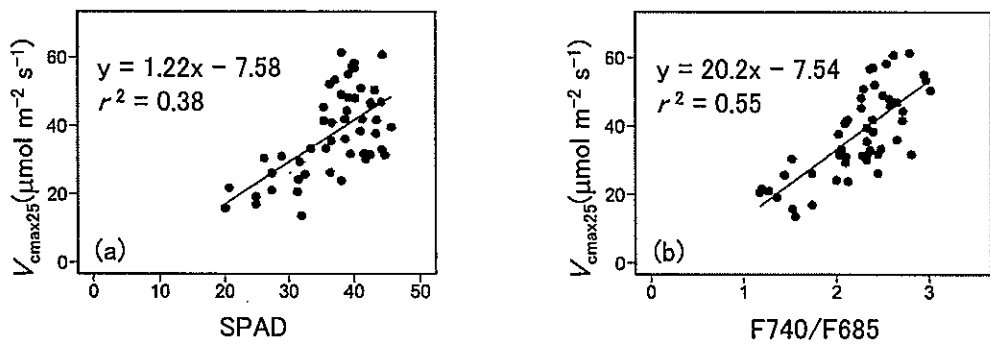 V_cmax25(μmol m⁻² s⁻¹)
60
40
20
0
y = 1.22x − 7.58
r² = 0.38
(a)
0 10 20 30 40 50
SPAD
V_cmax25(μmol m⁻² s⁻¹)
60
40
20
0
y = 20.2x − 7.54
r² = 0.55
(b)
0 1 2 3
F740/F685